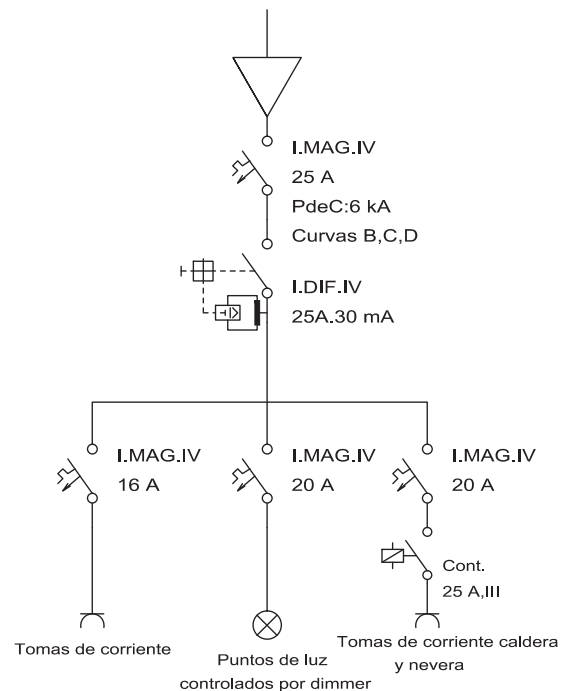 I.MAG.IV
25 A
PdeC:6 kA
Curvas B,C,D
I.DIF.IV
25A.30 mA
I.MAG.IV
16 A
I.MAG.IV
20 A
I.MAG.IV
20 A
Cont.
25 A,III
Tomas de corriente
Puntos de luz
controlados por dimmer
Tomas de corriente caldera
y nevera